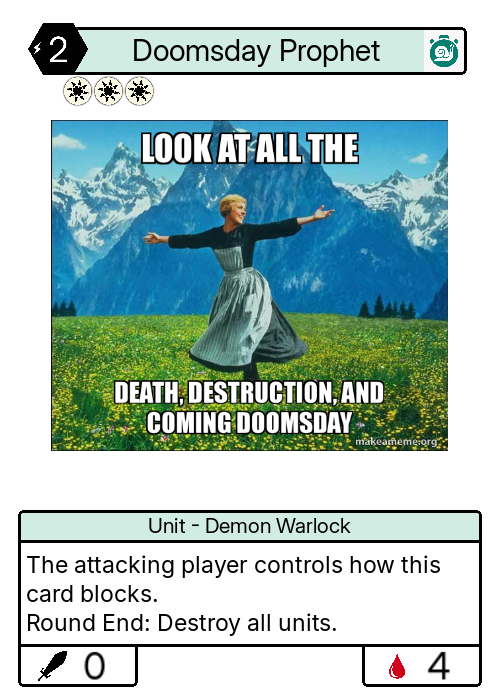 2
Doomsday Prophet
LOOK AT ALL THE
DEATH, DESTRUCTION, AND
COMING DOOMSDAY
makeameme.org
Unit - Demon Warlock
The attacking player controls how this
card blocks.
Round End: Destroy all units.
0
4